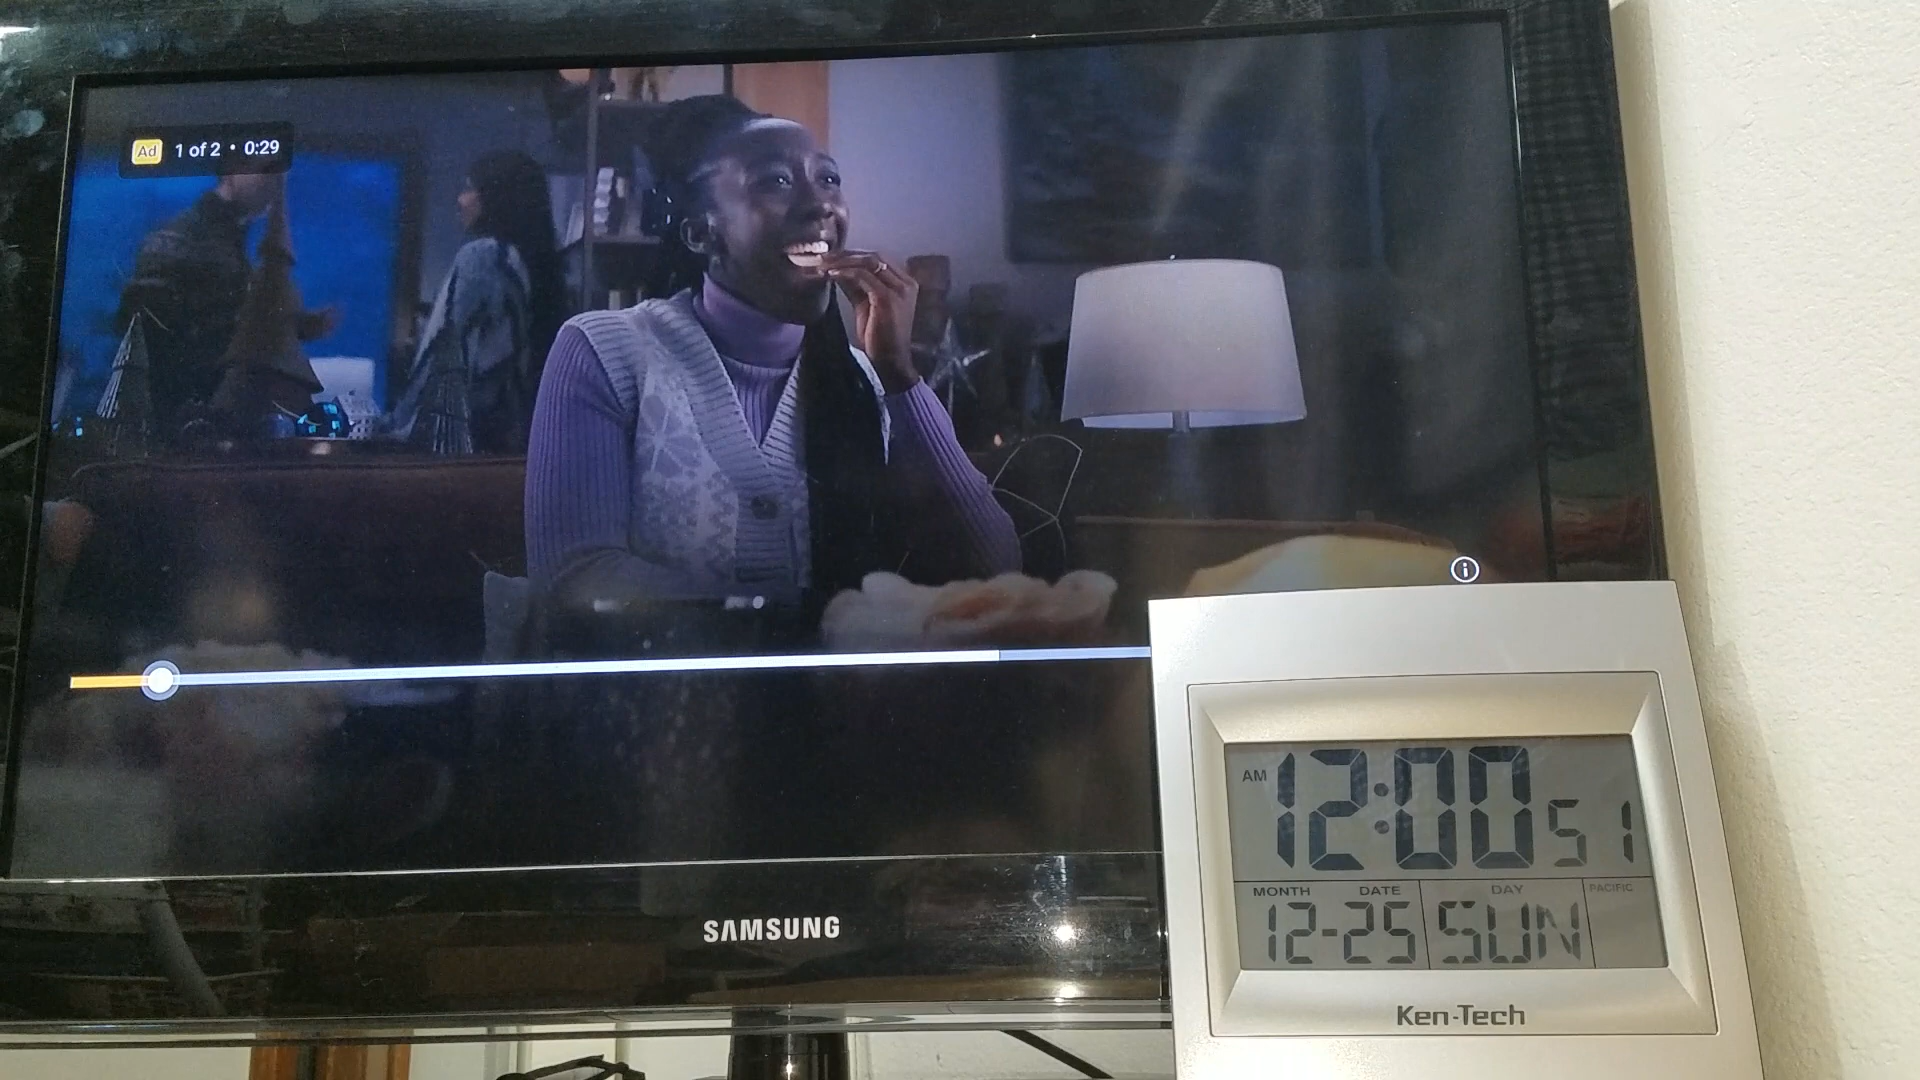 Ad 1 of 2 • 0:29
SAMSUNG
AM 12:00 51
MONTH DATE DAY PACIFIC
12-25 SUN
Ken-Tech